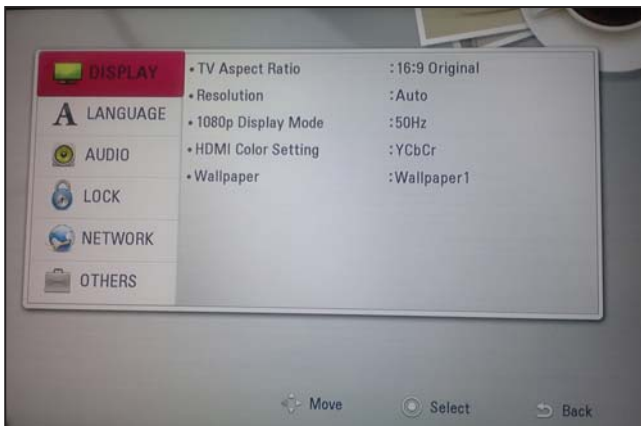 DISPLAY
LANGUAGE
AUDIO
LOCK
NETWORK
OTHERS
• TV Aspect Ratio :16:9 Original
• Resolution :Auto
• 1080p Display Mode :50Hz
• HDMI Color Setting :YCbCr
• Wallpaper :Wallpaper1
Move Select Back